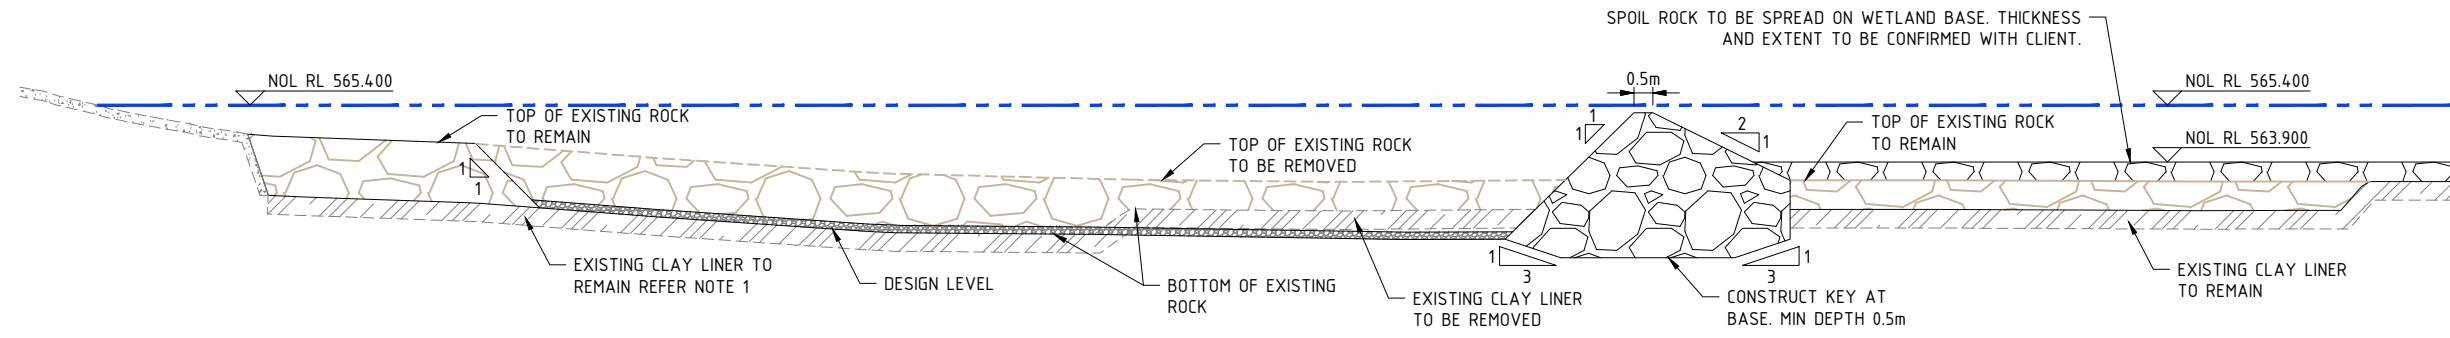 SPOIL ROCK TO BE SPREAD ON WETLAND BASE. THICKNESS
AND EXTENT TO BE CONFIRMED WITH CLIENT.
NOL RL 565.400
0.5m
NOL RL 565.400
TOP OF EXISTING ROCK
TO REMAIN
1
1
2
1
TOP OF EXISTING ROCK
TO REMAIN
TOP OF EXISTING ROCK
TO BE REMOVED
NOL RL 563.900
1
1
EXISTING CLAY LINER TO
REMAIN REFER NOTE 1
DESIGN LEVEL
BOTTOM OF EXISTING
ROCK
1
3
1
3
EXISTING CLAY LINER
TO BE REMOVED
CONSTRUCT KEY AT
BASE. MIN DEPTH 0.5m
EXISTING CLAY LINER
TO REMAIN